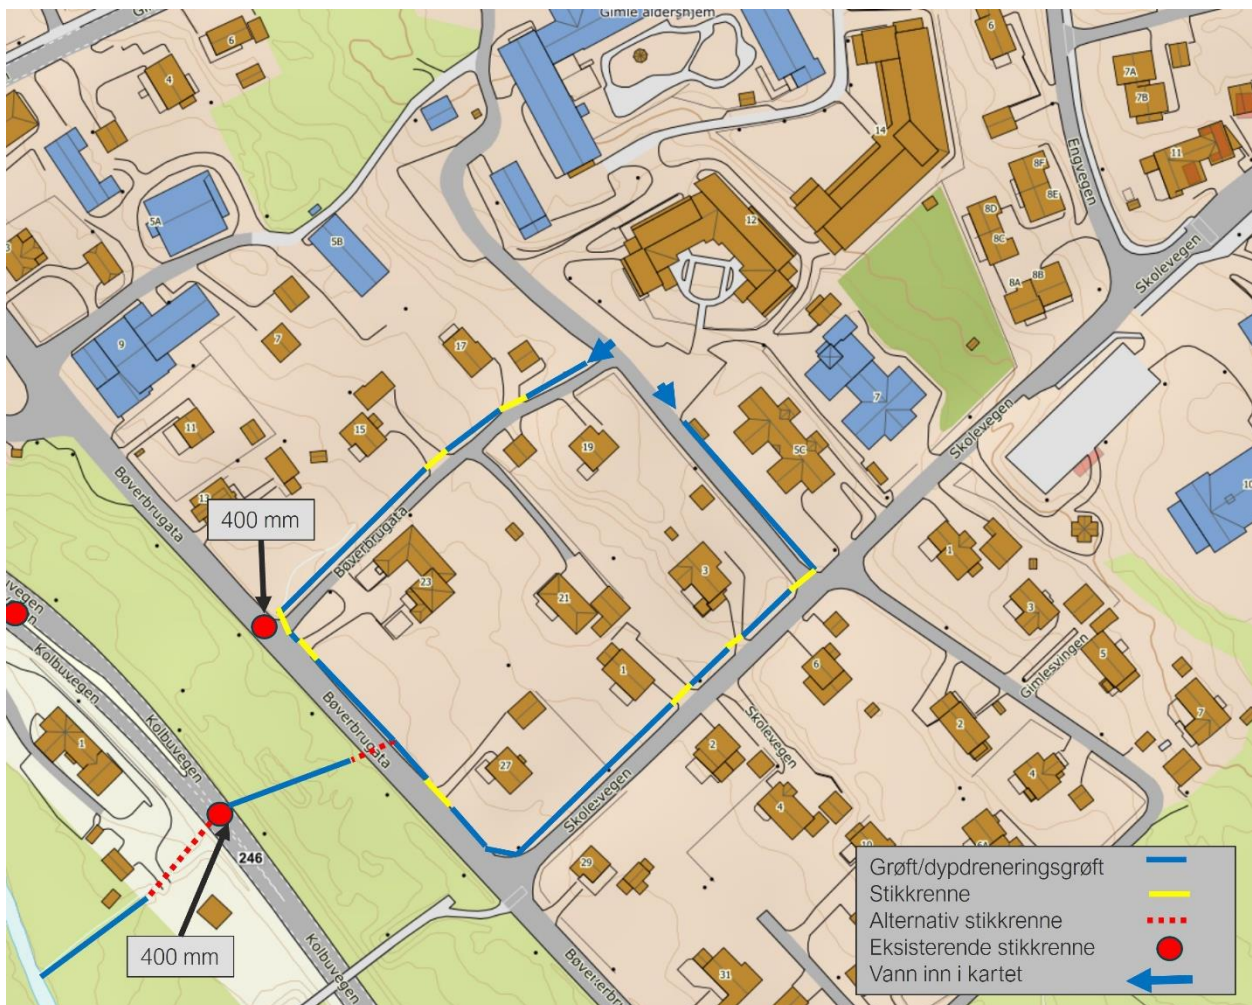 Gimle aldershjem
6
4
6
7A
7B
11
14
Engvegen
8F
8E
5A
12
8D
8C
5B
8A
8B
Skolevegen
9
7
17
7
11
15
19
5C
Skolevegen
10
13
400 mm
Bøverbrugata
Bøverbrugata
23
21
3
1
3
1
6
5
Gimlesvingen
Kolbuvegen
Kolbuvegen
Bøverbrugata
1
27
2
Skolevegen
2
7
4
4
Skolevegen
246
29
400 mm
Kolbuvegen
31
Grøft/dypdreneringsgrøft
Stikkrenne
Alternativ stikkrenne
Eksisterende stikkrenne
Vann inn i kartet